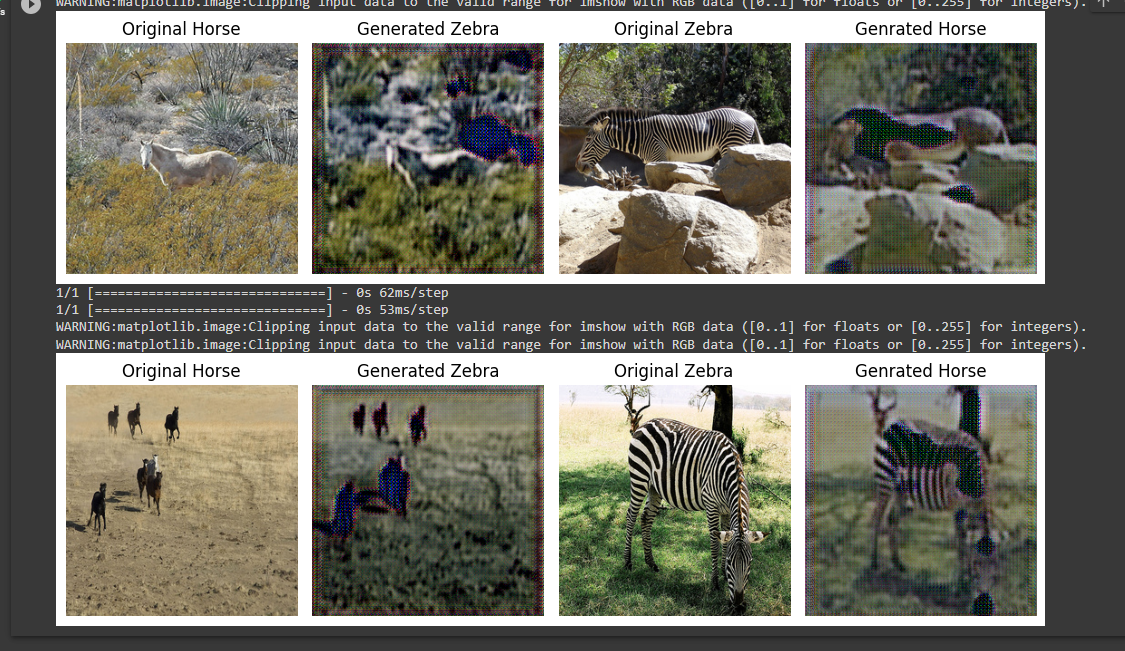 WARNING:matplotlib.image:Clipping input data to the valid range for imshow with RGB data ([0..1] for floats or [0..255] for integers).
Original Horse Generated Zebra Original Zebra Genrated Horse
1/1 [==============================] - 0s 62ms/step
1/1 [==============================] - 0s 53ms/step
WARNING:matplotlib.image:Clipping input data to the valid range for imshow with RGB data ([0..1] for floats or [0..255] for integers).
WARNING:matplotlib.image:Clipping input data to the valid range for imshow with RGB data ([0..1] for floats or [0..255] for integers).
Original Horse Generated Zebra Original Zebra Genrated Horse